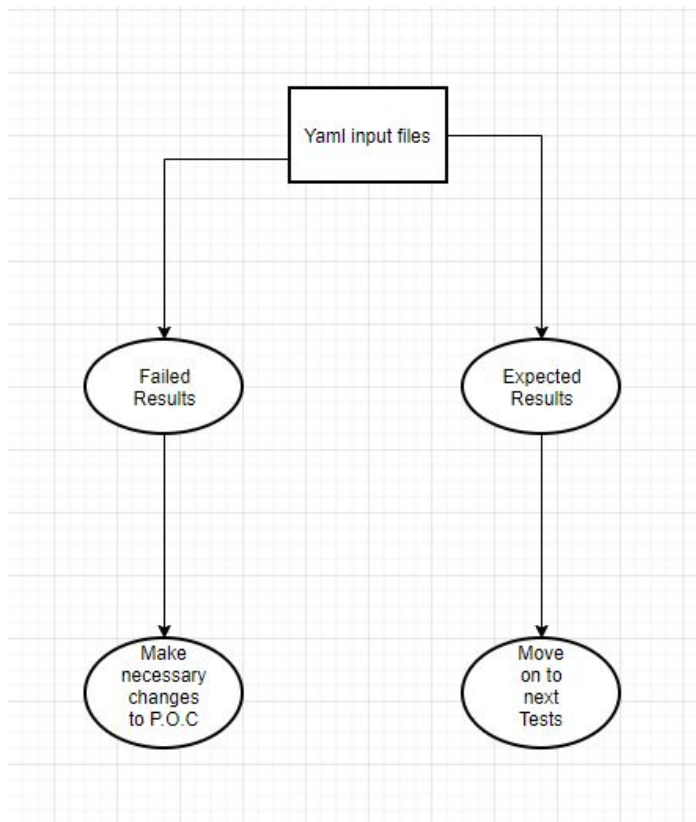 Yaml input files
Failed
Results
Expected
Results
Make
necessary
changes
to P.O.C
Move
on to
next
Tests